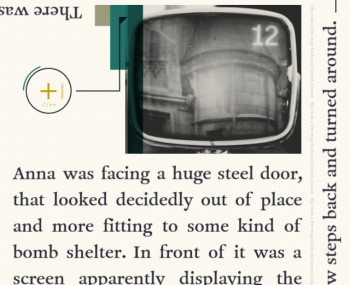 There was
12
Anna was facing a huge steel door,
that looked decidedly out of place
and more fitting to some kind of
bomb shelter. In front of it was a
screen apparently displaying the
w steps back and turned around.